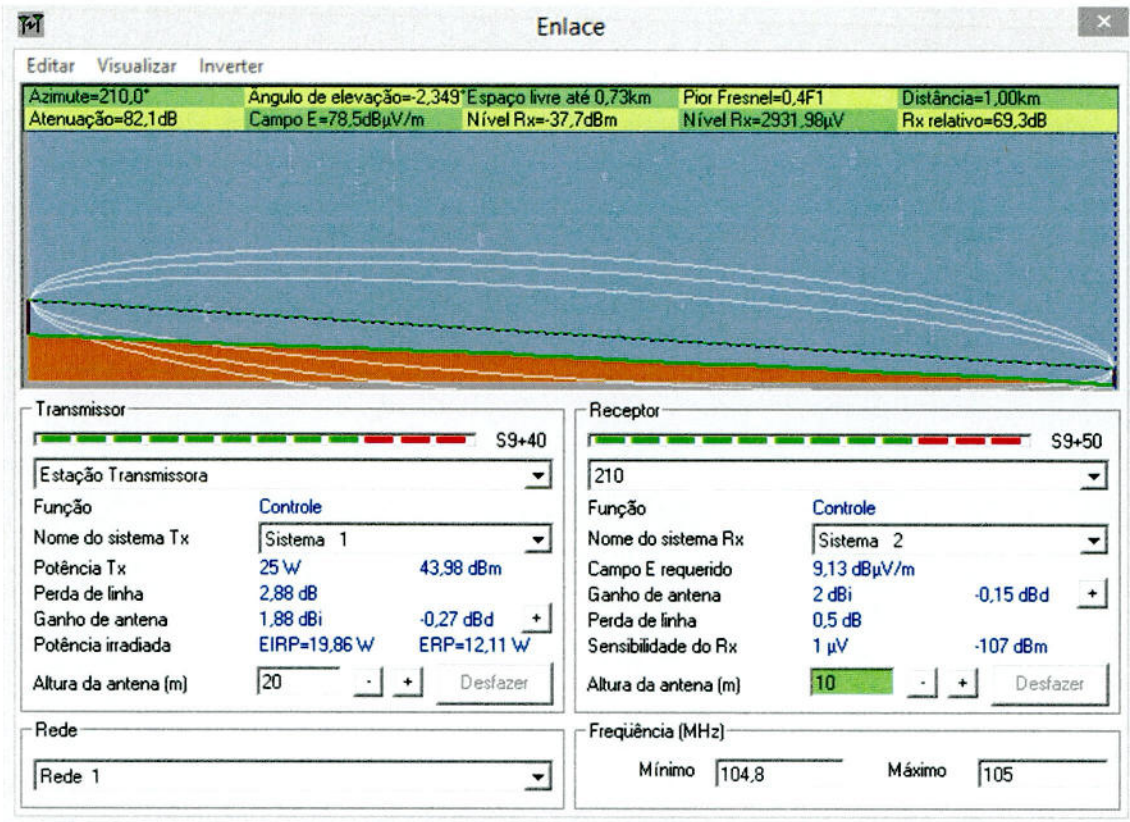 Enlace
Editar Visualizar Inverter
Azimute=210,0° Ângulo de elevação=-2,349° Espaço livre até 0,73km Pior Fresnel=0,4F1 Distância=1,00km
Atenuação=82,1dB Campo E=78,5dBµV/m Nível Rx=-37,7dBm Nível Rx=2931,98µV Rx relativo=69,3dB
Transmissor
S9+40
Estação Transmissora
Função Controle
Nome do sistema Tx Sistema 1
Potência Tx 25 W 43,98 dBm
Perda de linha 2,88 dB
Ganho de antena 1,88 dBi -0,27 dBd +
Potência irradiada EIRP=19,86 W ERP=12,11 W
Altura da antena (m) 20 - + Desfazer
Rede
Rede 1
Receptor
S9+50
210
Função Controle
Nome do sistema Rx Sistema 2
Campo E requerido 9,13 dBµV/m
Ganho de antena 2 dBi -0,15 dBd +
Perda de linha 0,5 dB
Sensibilidade do Rx 1 µV -107 dBm
Altura da antena (m) 10 - + Desfazer
Freqüência (MHz)
Mínimo 104,8 Máximo 105